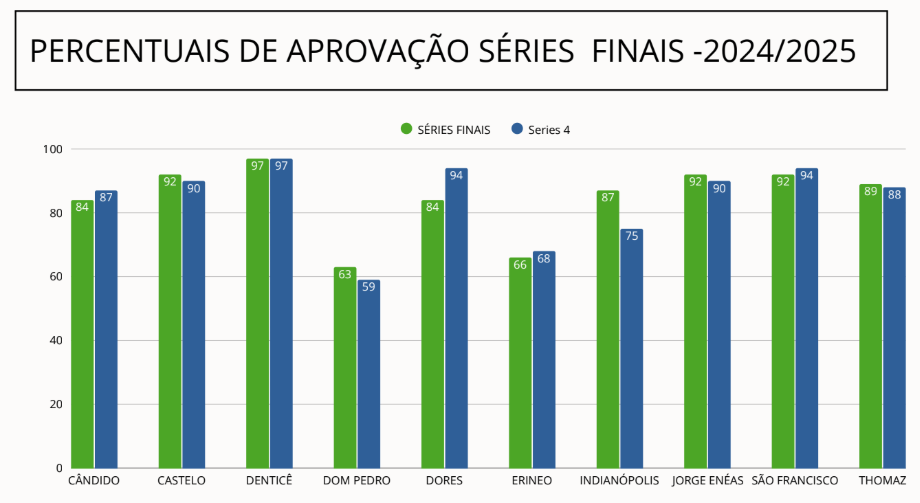 PERCENTUAIS DE APROVAÇÃO SÉRIES  FINAIS -2024/2025
SÉRIES FINAIS Series 4
100
80
60
40
20
0
84 87 92 90 97 97 63 59 84 94 66 68 87 75 92 90 92 94 89 88
CÂNDIDO CASTELO DENTICÊ DOM PEDRO DORES ERINEO INDIANÓPOLIS JORGE ENÉAS SÃO FRANCISCO THOMAZ